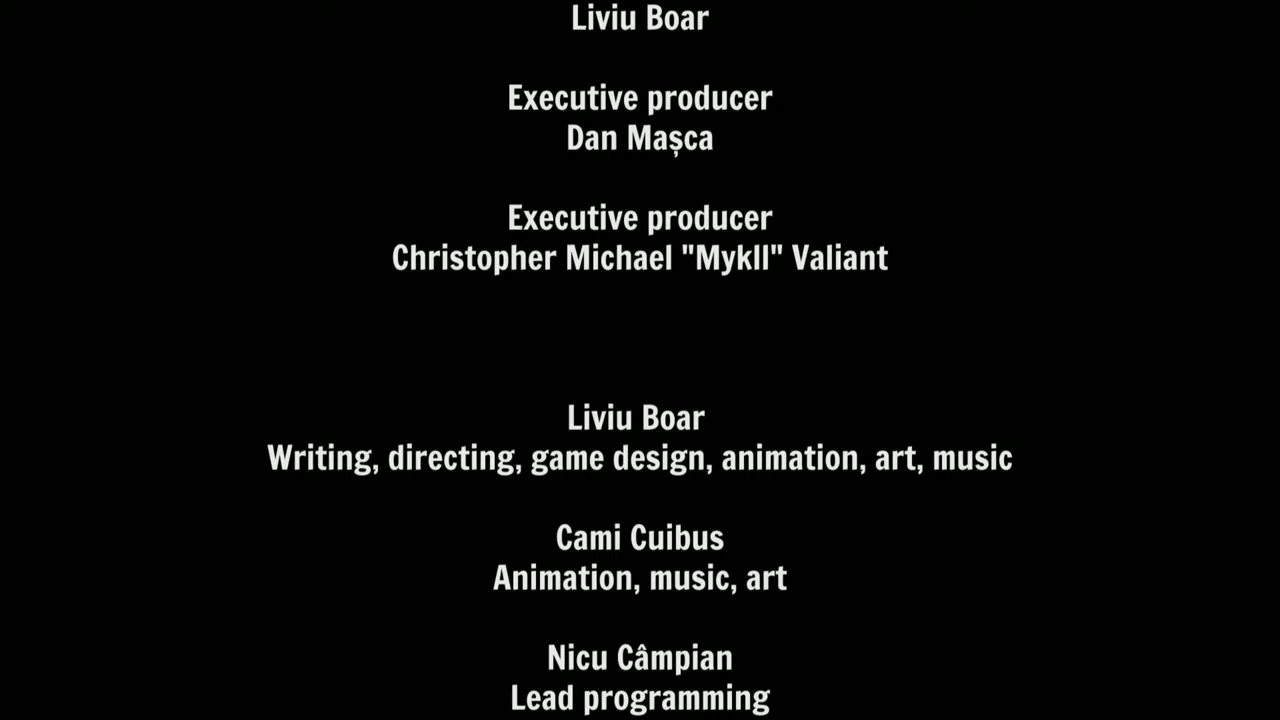 Liviu Boar
Executive producer
Dan Mașca
Executive producer
Christopher Michael "Mykll" Valiant
Liviu Boar
Writing, directing, game design, animation, art, music
Cami Cuibus
Animation, music, art
Nicu Câmpian
Lead programming